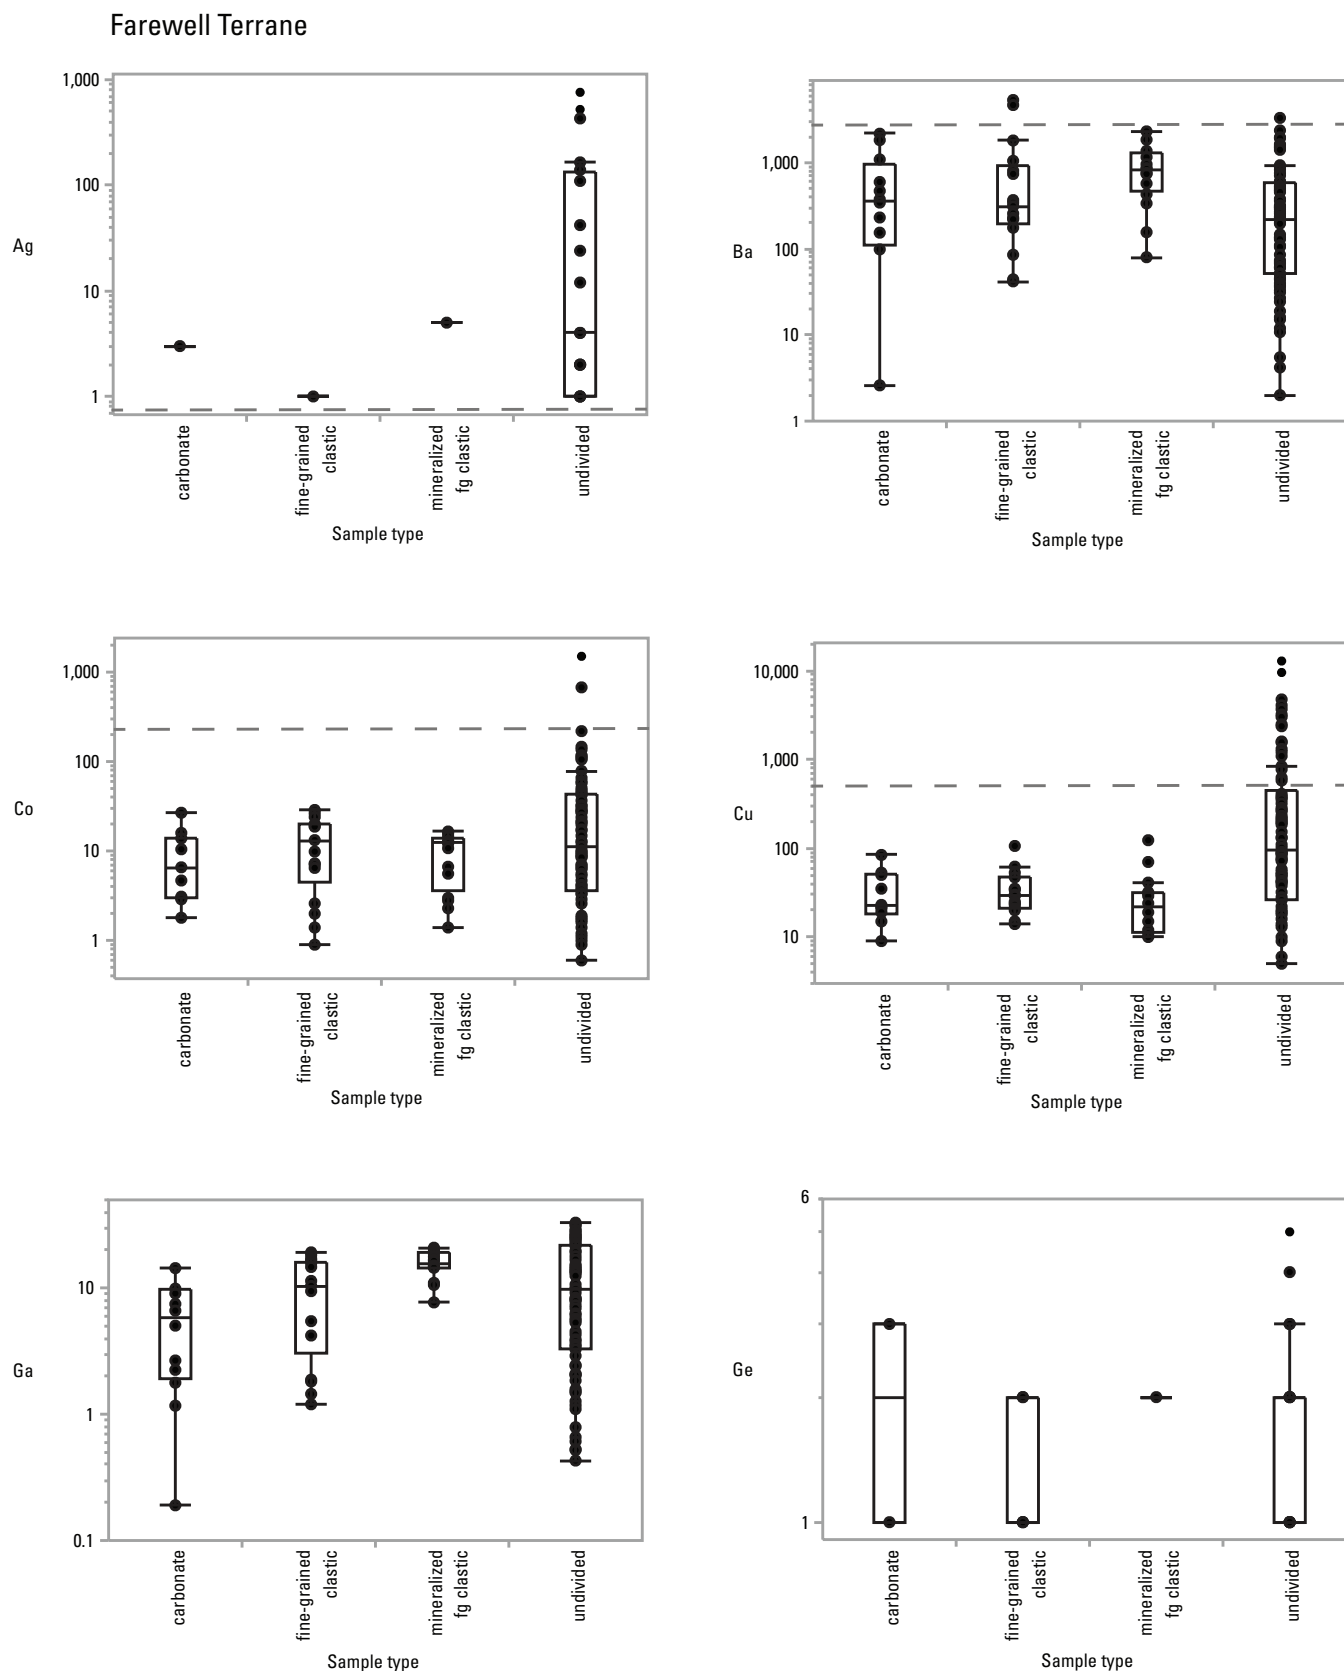 Farewell Terrane
Ag
1,000
100
10
1
carbonate
fine-grained
clastic
mineralized
fg clastic
undivided
Sample type
Ba
1,000
100
10
1
carbonate
fine-grained
clastic
mineralized
fg clastic
undivided
Sample type
Co
1,000
100
10
1
carbonate
fine-grained
clastic
mineralized
fg clastic
undivided
Sample type
Cu
10,000
1,000
100
10
carbonate
fine-grained
clastic
mineralized
fg clastic
undivided
Sample type
Ga
10
1
0.1
carbonate
fine-grained
clastic
mineralized
fg clastic
undivided
Sample type
Ge
6
1
carbonate
fine-grained
clastic
mineralized
fg clastic
undivided
Sample type